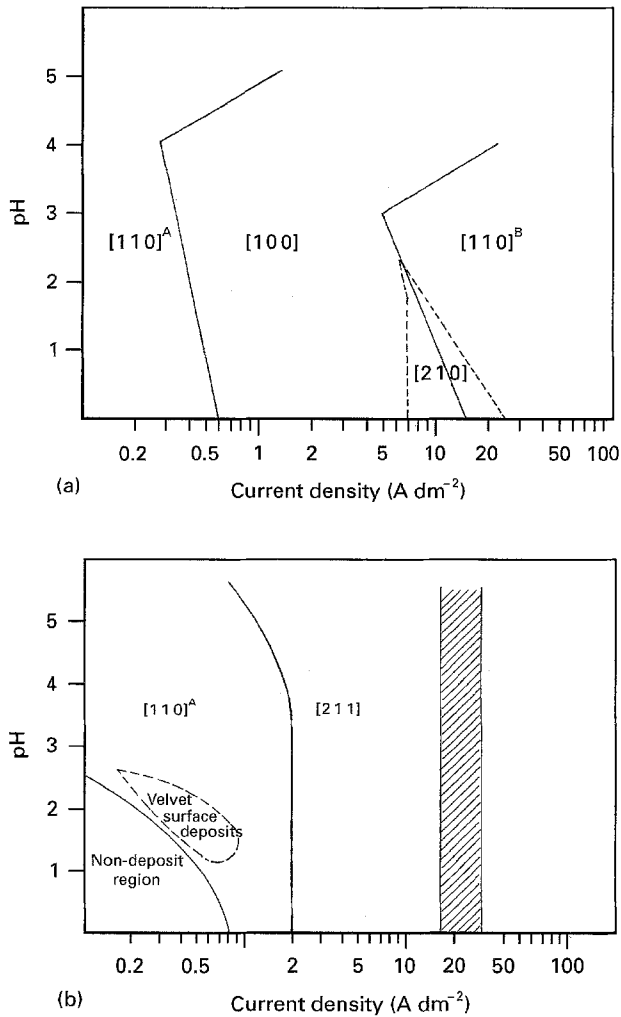 5
4
3
2
1
pH
[110]^A
[100]
[110]^B
[210]
0.2 0.5 1 2 5 10 20 50 100
(a)
Current density (A dm⁻²)
5
4
3
2
1
pH
[110]^A
[211]
Velvet
surface
deposits
Non-deposit
region
0.2 0.5 2 5 10 20 50 100
(b)
Current density (A dm⁻²)